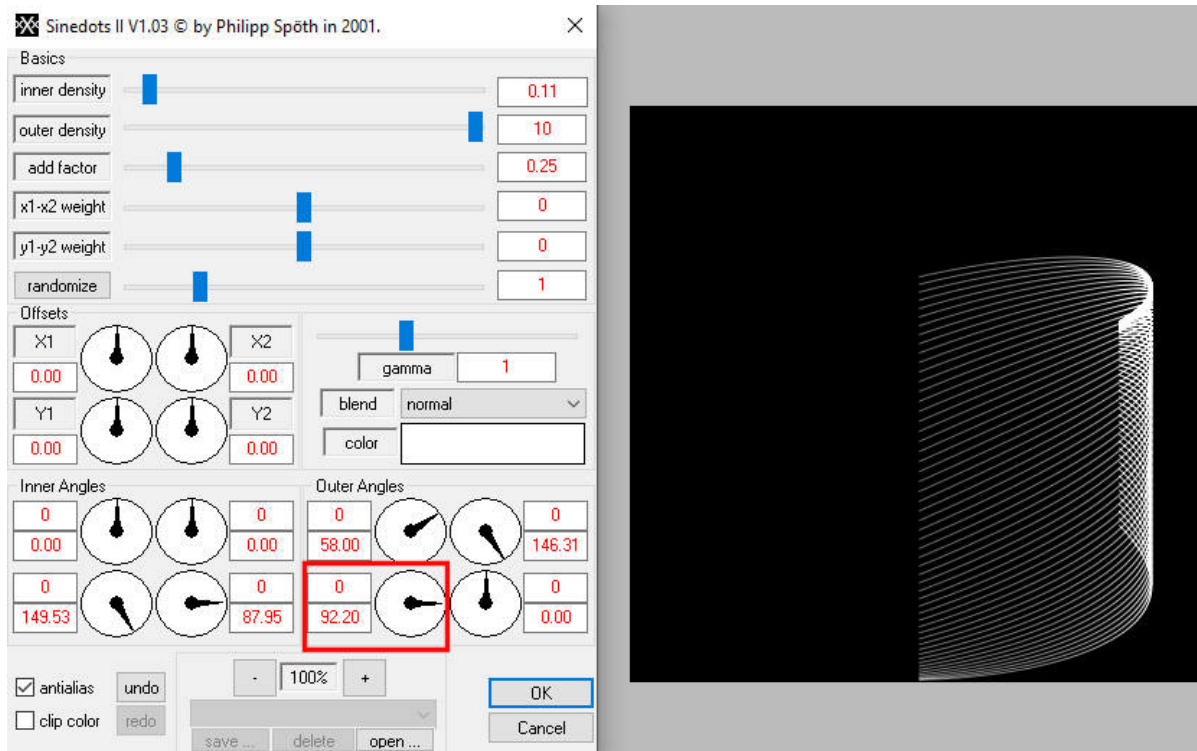 Sinedots II V1.03 © by Philipp Spöth in 2001.
Basics
inner density 0.11
outer density 10
add factor 0.25
x1-x2 weight 0
y1-y2 weight 0
randomize 1
Offsets
X1 X2
0.00 0.00
Y1 Y2
0.00 0.00
gamma 1
blend normal
color
Inner Angles
0 0
0.00 0.00
0 0
149.53 87.95
Outer Angles
0 0
58.00 146.31
0 0
92.20 0.00
antialias undo
clip color redo
- 100% +
save ... delete open ...
OK
Cancel